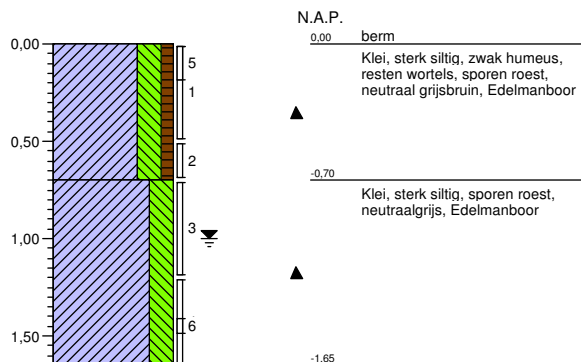 N.A.P.
0,00
0,00
berm
Klei, sterk siltig, zwak humeus,
resten wortels, sporen roest,
neutraal grijsbruin, Edelmanboor
5
1
0,50
2
-0,70
Klei, sterk siltig, sporen roest,
neutraalgrijs, Edelmanboor
3
1,00
6
1,50
-1,65